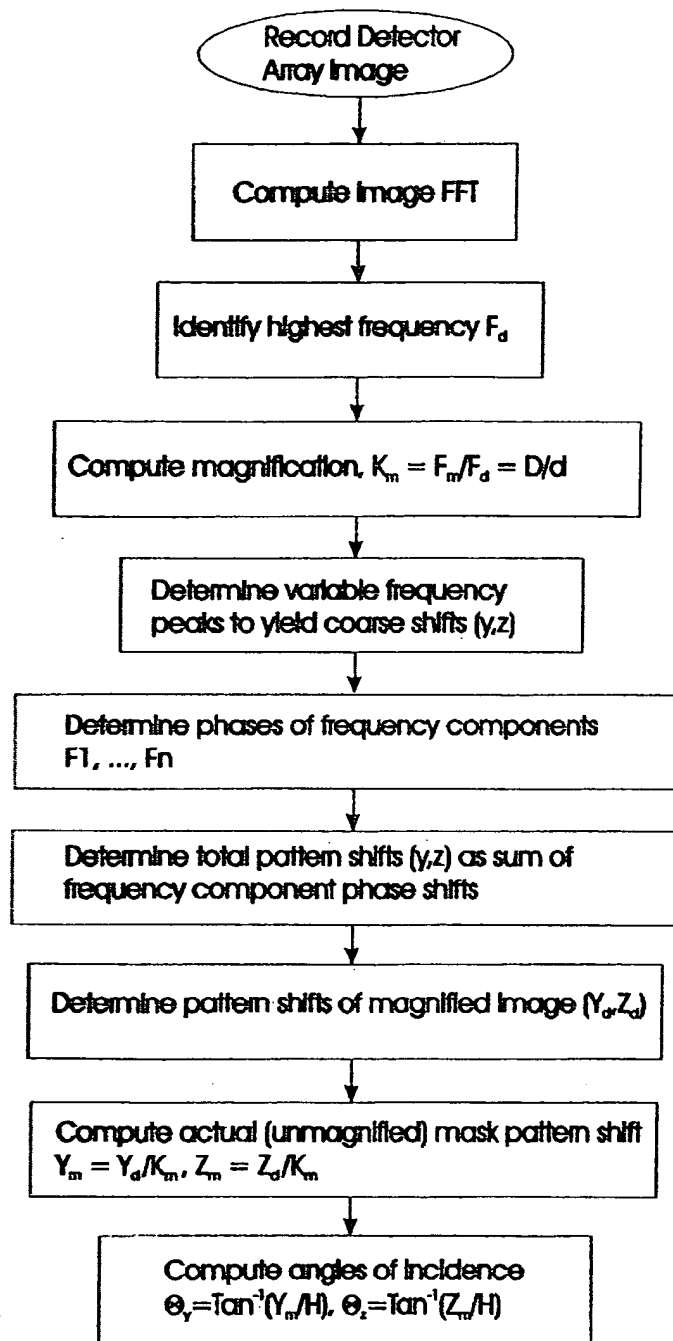 Record Detector
Array Image
Compute Image FFT
Identify highest frequency F_d
Compute magnification, K_m = F_m/F_d = D/d
Determine variable frequency
peaks to yield coarse shifts (y,z)
Determine phases of frequency components
F1, ..., Fn
Determine total pattern shifts (y,z) as sum of
frequency component phase shifts
Determine pattern shifts of magnified image (Y_d,Z_d)
Compute actual (unmagnified) mask pattern shift
Y_m = Y_d/K_m, Z_m = Z_d/K_m
Compute angles of incidence
Θ_Y=Tan⁻¹(Y_m/H), Θ_z=Tan⁻¹(Z_m/H)